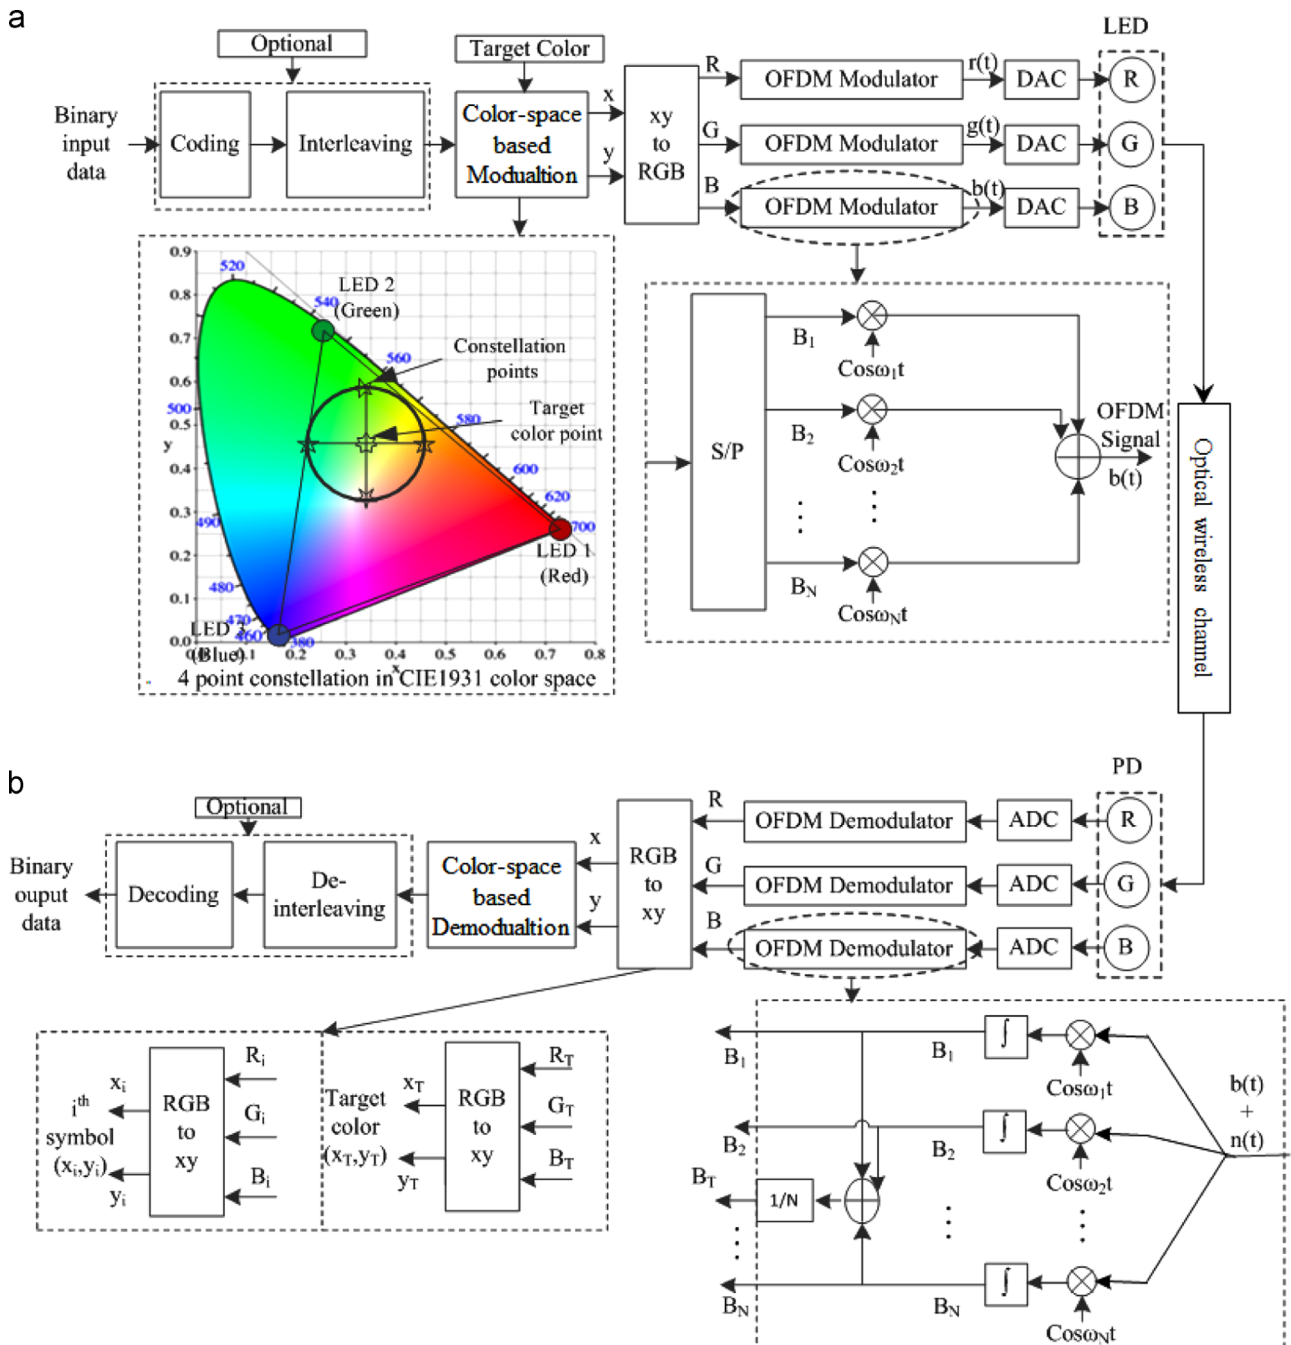 a
Optional
Target Color
LED
Binary
input
data
Coding
Interleaving
Color-space
based
Modualtion
x
y
xy
to
RGB
R
OFDM Modulator
r(t)
DAC
R
G
OFDM Modulator
g(t)
DAC
G
B
OFDM Modulator
b(t)
DAC
B
0.9
0.8
0.7
0.6
0.5
y
0.4
0.3
0.2
0.1
0.0
520
540
560
580
600
620
700
500
490
480
470
460
380
LED 2
(Green)
Constellation
points
Target
color point
LED 1
(Red)
LED 3
(Blue)
0.1
0.2
0.3
0.4
0.5
0.6
0.7
0.8
x
4 point constellation in CIE1931 color space
S/P
B1
Cosω1t
B2
Cosω2t
BN
CosωNt
OFDM
Signal
b(t)
Optical wireless channel
b
Optional
PD
Binary
ouput
data
Decoding
De-
interleaving
Color-space
based
Demodualtion
x
y
RGB
to
xy
R
OFDM Demodulator
ADC
R
G
OFDM Demodulator
ADC
G
B
OFDM Demodulator
ADC
B
ith
symbol
(xi,yi)
xi
yi
RGB
to
xy
Ri
Gi
Bi
Target
color
(xT,yT)
xT
yT
RGB
to
xy
RT
GT
BT
B1
B1
∫
Cosω1t
B2
B2
∫
Cosω2t
BT
1/N
BN
BN
∫
CosωNt
b(t)
+
n(t)